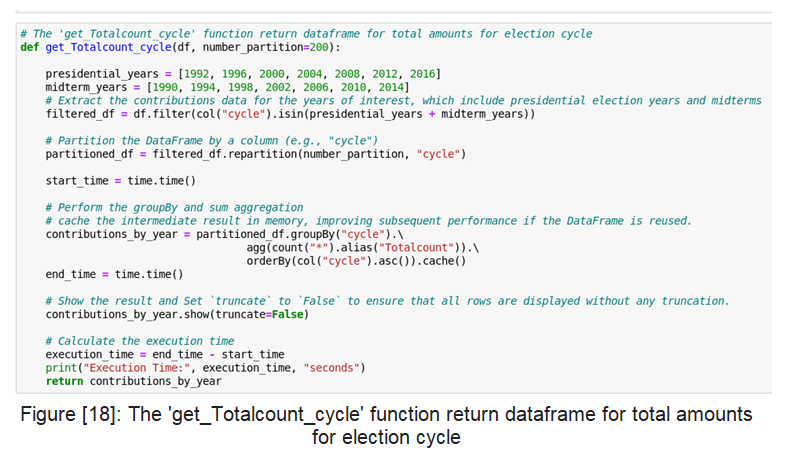 # The 'get_Totalcount_cycle' function return dataframe for total amounts for election cycle
def get_Totalcount_cycle(df, number_partition=200):
presidential_years = [1992, 1996, 2000, 2004, 2008, 2012, 2016]
midterm_years = [1990, 1994, 1998, 2002, 2006, 2010, 2014]
# Extract the contributions data for the years of interest, which include presidential election years and midterms
filtered_df = df.filter(col("cycle").isin(presidential_years + midterm_years))
# Partition the DataFrame by a column (e.g., "cycle")
partitioned_df = filtered_df.repartition(number_partition, "cycle")
start_time = time.time()
# Perform the groupBy and sum aggregation
# cache the intermediate result in memory, improving subsequent performance if the DataFrame is reused.
contributions_by_year = partitioned_df.groupBy("cycle").\
agg(count("*").alias("Totalcount")).\
orderBy(col("cycle").asc()).cache()
end_time = time.time()
# Show the result and Set `truncate` to `False` to ensure that all rows are displayed without any truncation.
contributions_by_year.show(truncate=False)
# Calculate the execution time
execution_time = end_time - start_time
print("Execution Time:", execution_time, "seconds")
return contributions_by_year
Figure [18]: The 'get_Totalcount_cycle' function return dataframe for total amounts
for election cycle